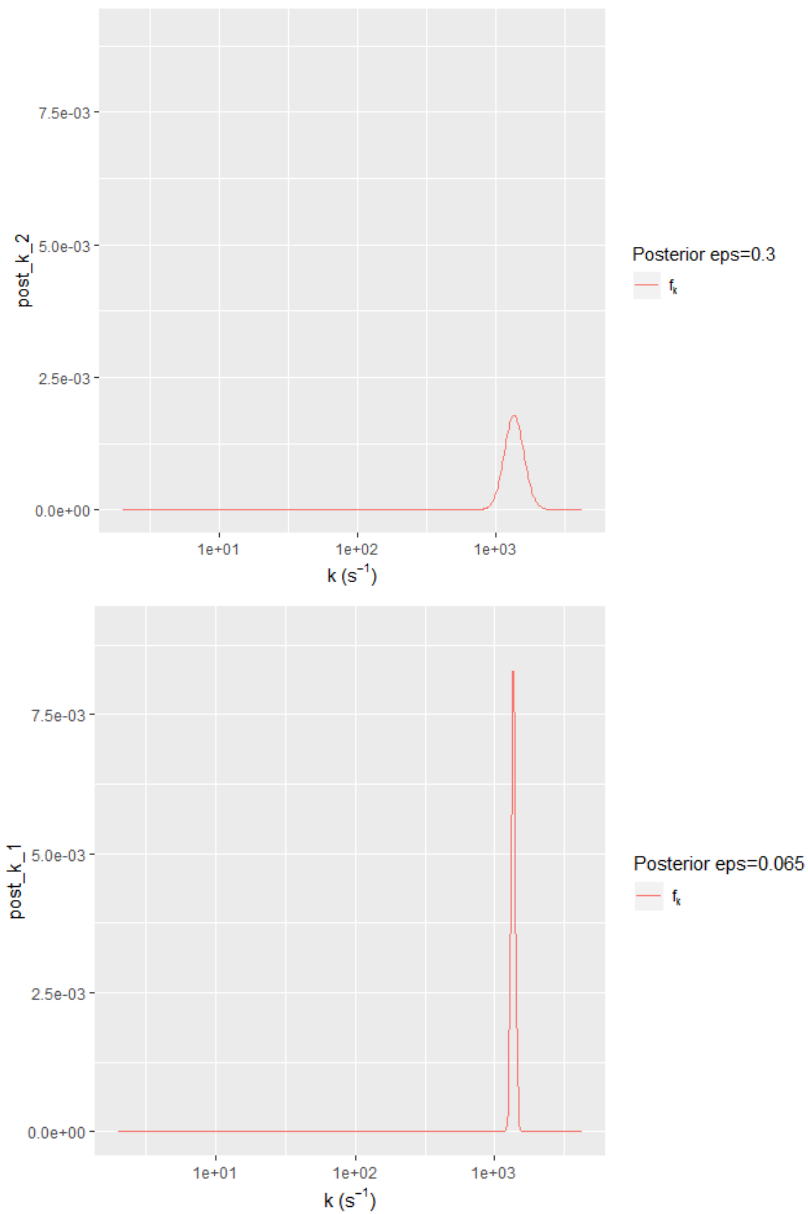 7.5e-03
5.0e-03
2.5e-03
0.0e+00
post_k_2
1e+01 1e+02 1e+03
k (s⁻¹)
Posterior eps=0.3
fₖ
7.5e-03
5.0e-03
2.5e-03
0.0e+00
post_k_1
1e+01 1e+02 1e+03
k (s⁻¹)
Posterior eps=0.065
fₖ